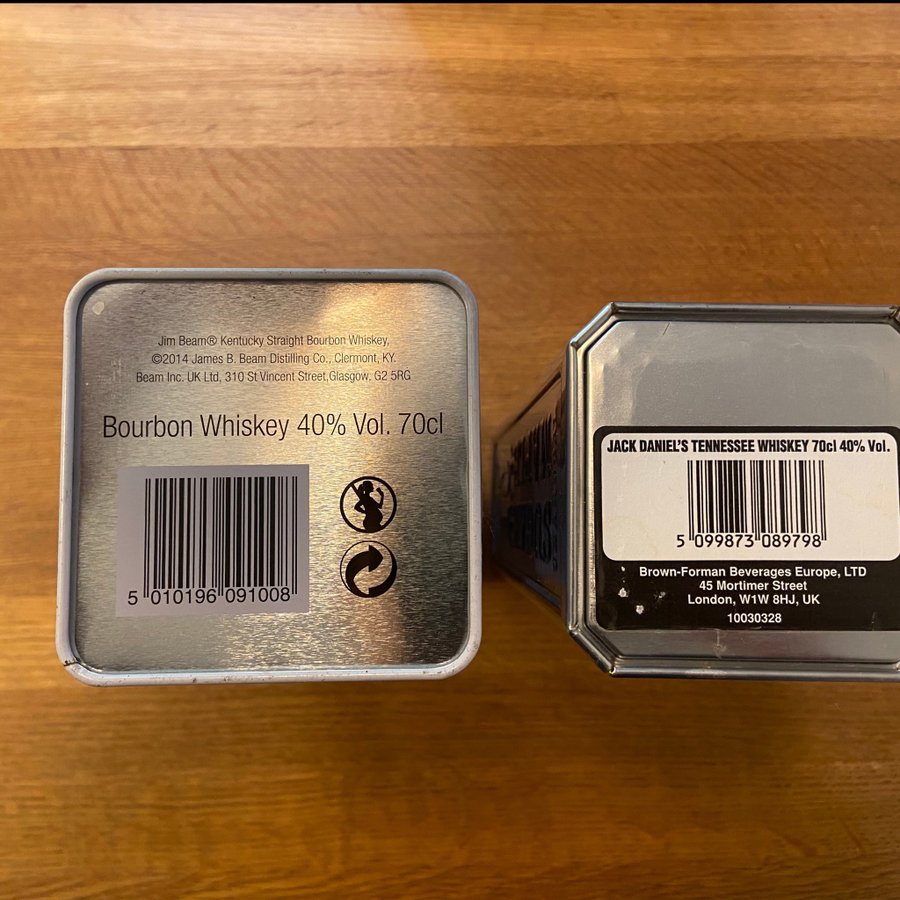 Jim Beam® Kentucky Straight Bourbon Whiskey,
©2014 James B. Beam Distilling Co., Clermont, KY.
Beam Inc. UK Ltd, 310 St Vincent Street,Glasgow. G2 5RG
Bourbon Whiskey 40% Vol. 70cl
5 010196 091008
JACK DANIEL'S TENNESSEE WHISKEY 70cl 40% Vol.
5 099873 089798
Brown-Forman Beverages Europe, LTD
45 Mortimer Street
London, W1W 8HJ, UK
10030328